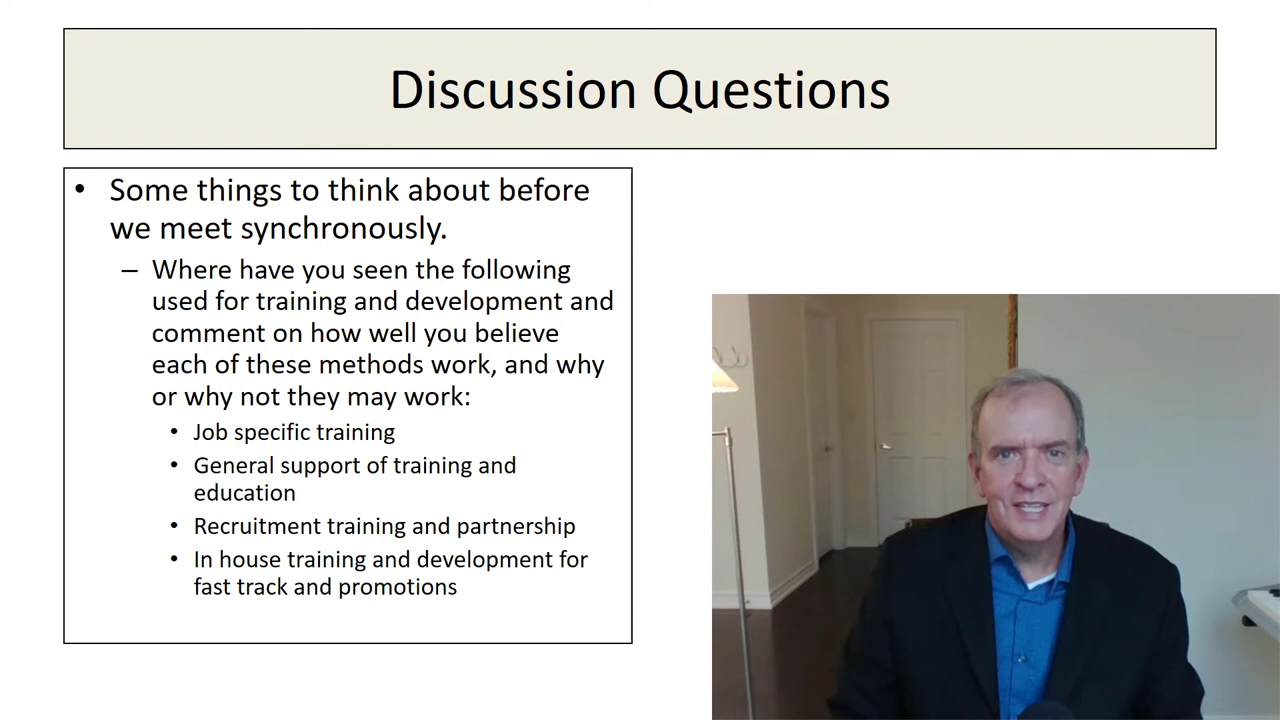 Discussion Questions
• Some things to think about before
we meet synchronously.
– Where have you seen the following
used for training and development and
comment on how well you believe
each of these methods work, and why
or why not they may work:
• Job specific training
• General support of training and
education
• Recruitment training and partnership
• In house training and development for
fast track and promotions